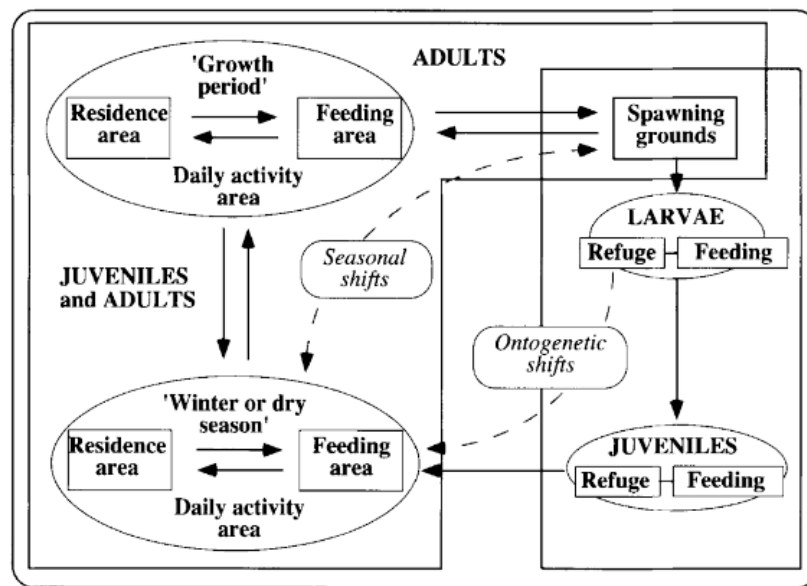 ADULTS
'Growth
period'
Residence
area
Feeding
area
Daily activity
area
Spawning
grounds
LARVAE
Refuge
Feeding
Seasonal
shifts
JUVENILES
and ADULTS
Ontogenetic
shifts
'Winter or dry
season'
Residence
area
Feeding
area
Daily activity
area
JUVENILES
Refuge
Feeding